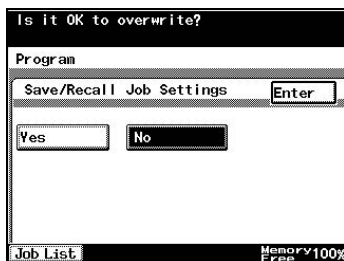 Is it OK to overwrite?
Program
Save/Recall Job Settings
Enter
Yes
No
Job List
Memory Free 100%